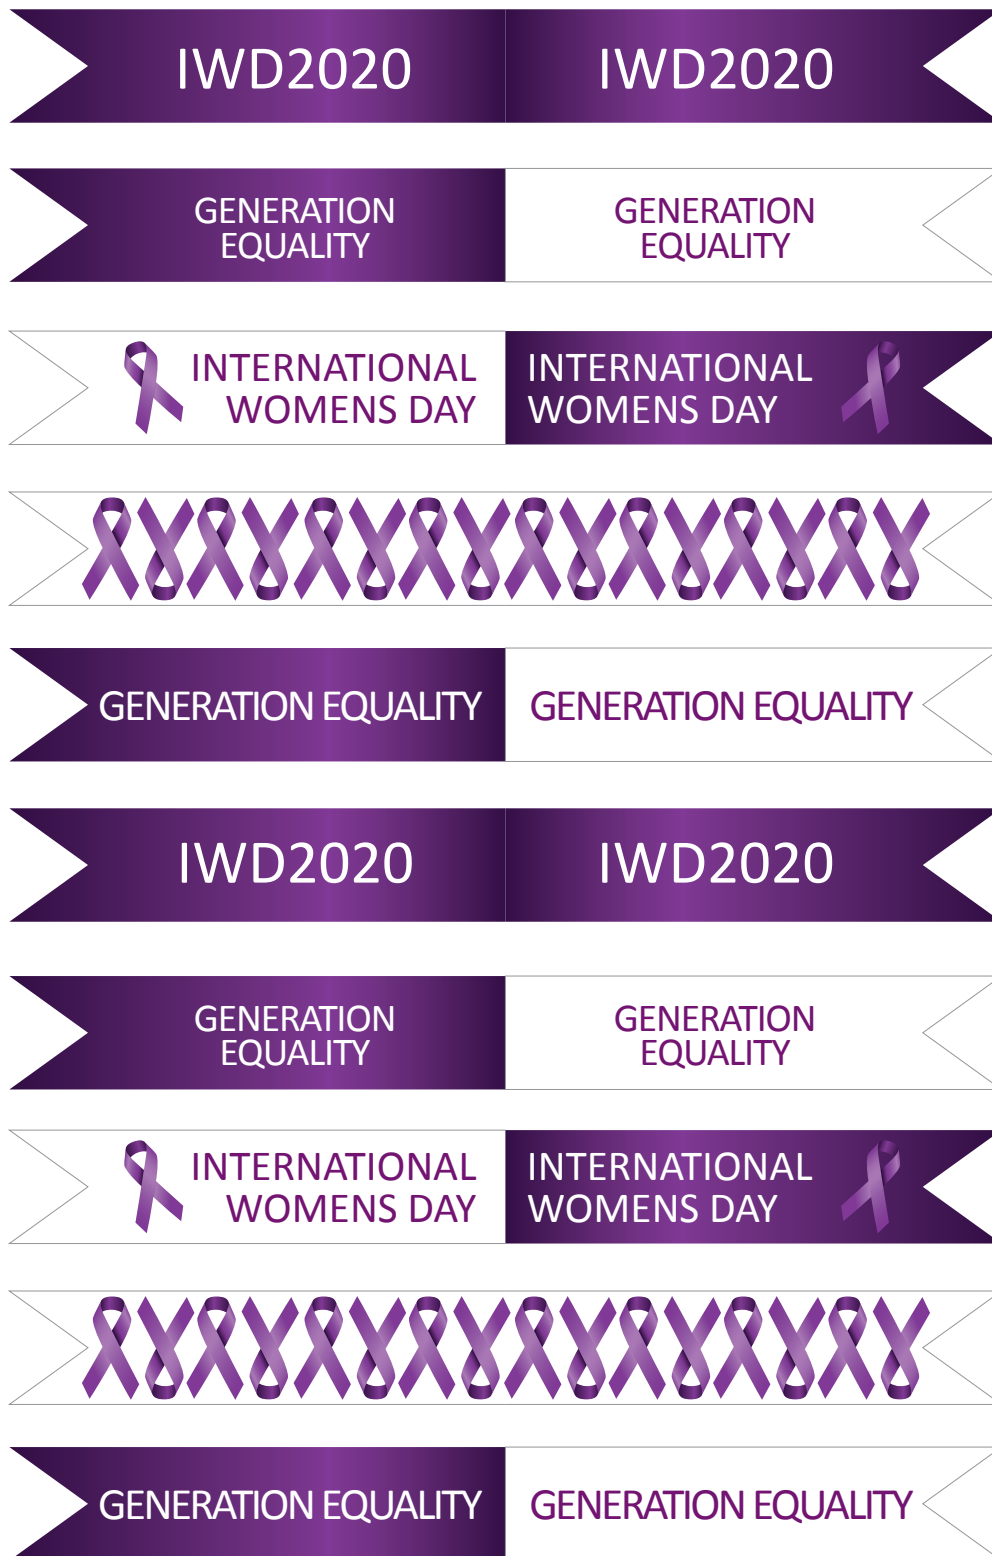 IWD2020 IWD2020
GENERATION
EQUALITY
GENERATION
EQUALITY
INTERNATIONAL
WOMENS DAY
INTERNATIONAL
WOMENS DAY
GENERATION EQUALITY GENERATION EQUALITY
IWD2020 IWD2020
GENERATION
EQUALITY
GENERATION
EQUALITY
INTERNATIONAL
WOMENS DAY
INTERNATIONAL
WOMENS DAY
GENERATION EQUALITY GENERATION EQUALITY